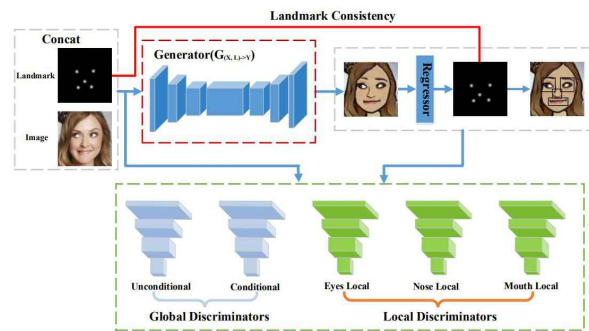 Landmark Consistency
Concat
Landmark
Image
Generator(G(X, L)->Y)
Regressor
Unconditional
Conditional
Eyes Local
Nose Local
Mouth Local
Global Discriminators
Local Discriminators